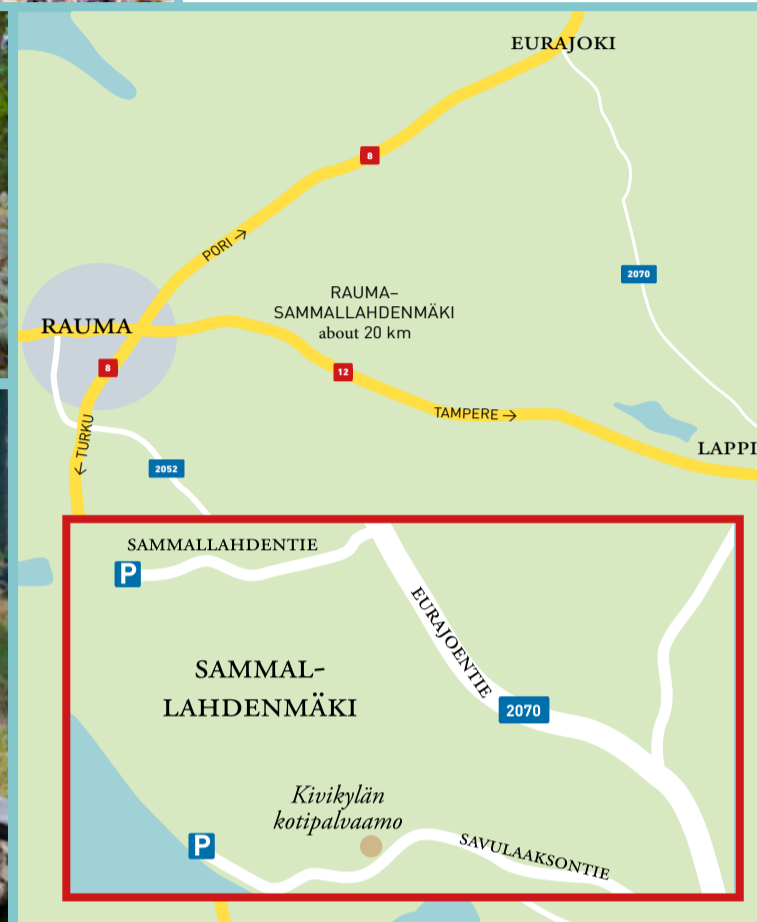 EURAJOKI
8
PORI →
2070
RAUMA–
SAMMALLAHDENMÄKI
about 20 km
RAUMA
8
12
TAMPERE →
← TURKU
LAPPI
2052
SAMMALLAHDENTIE
P
EURAJOENTIE
SAMMAL-
LAHDENMÄKI
2070
Kivikylän
kotipalvaamo
P
SAVULAAKSONTIE